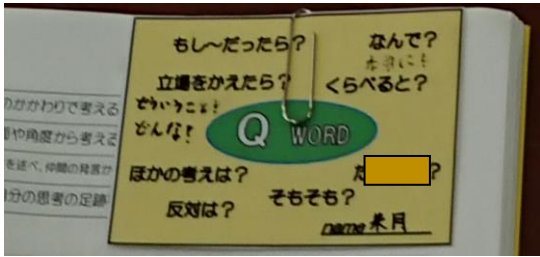 もし〜だったら？
なんで？
本当に！
立場をかえたら？
くらべると？
どういうこと！
どんな！
Q WORD
ほかの考えは？
そもそも？
反対は？
name 来月
のかかわりで考える
や角度から考える
を述べ、仲間の発言か
分の思考の足跡